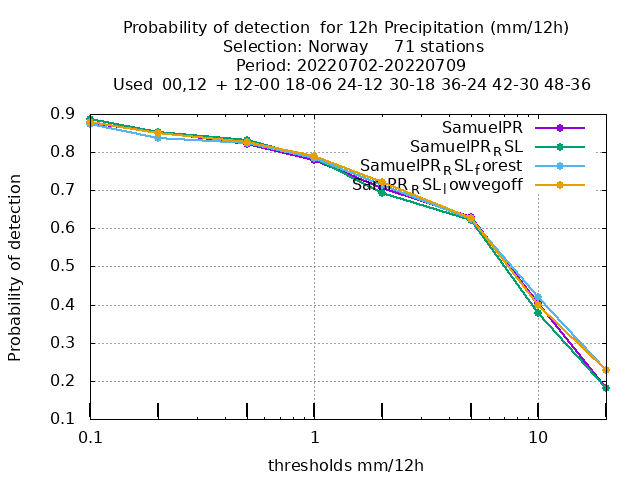 Probability of detection  for 12h Precipitation (mm/12h)
Selection: Norway     71 stations
Period: 20220702-20220709
Used  00,12  + 12-00 18-06 24-12 30-18 36-24 42-30 48-36
Probability of detection
0.9
0.8
0.7
0.6
0.5
0.4
0.3
0.2
0.1
SamuelPR
SamuelPR_RSL
SamuelPR_RSL_forest
SamPR_RSL_lowvegoff
0.1
1
10
thresholds mm/12h